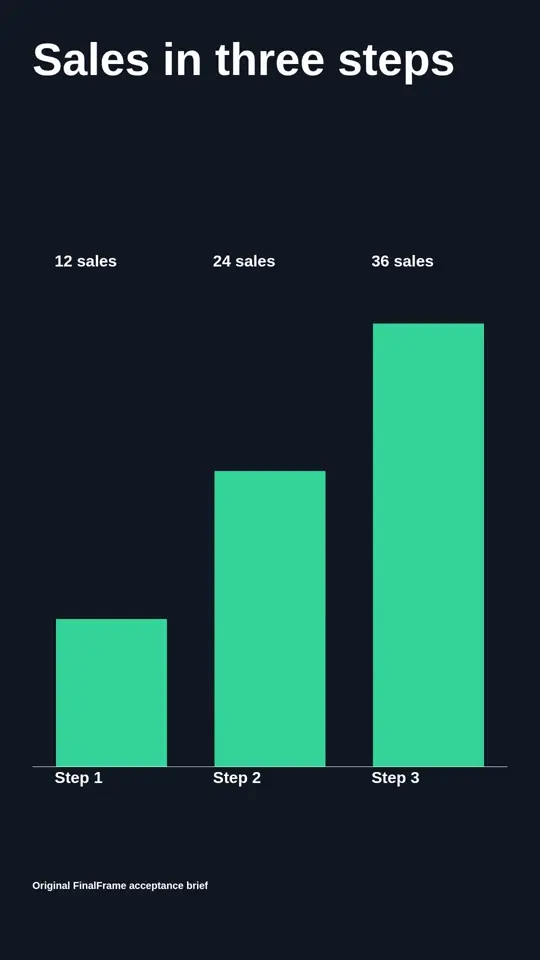 Sales in three steps
12 sales 24 sales 36 sales
Step 1 Step 2 Step 3
Original FinalFrame acceptance brief